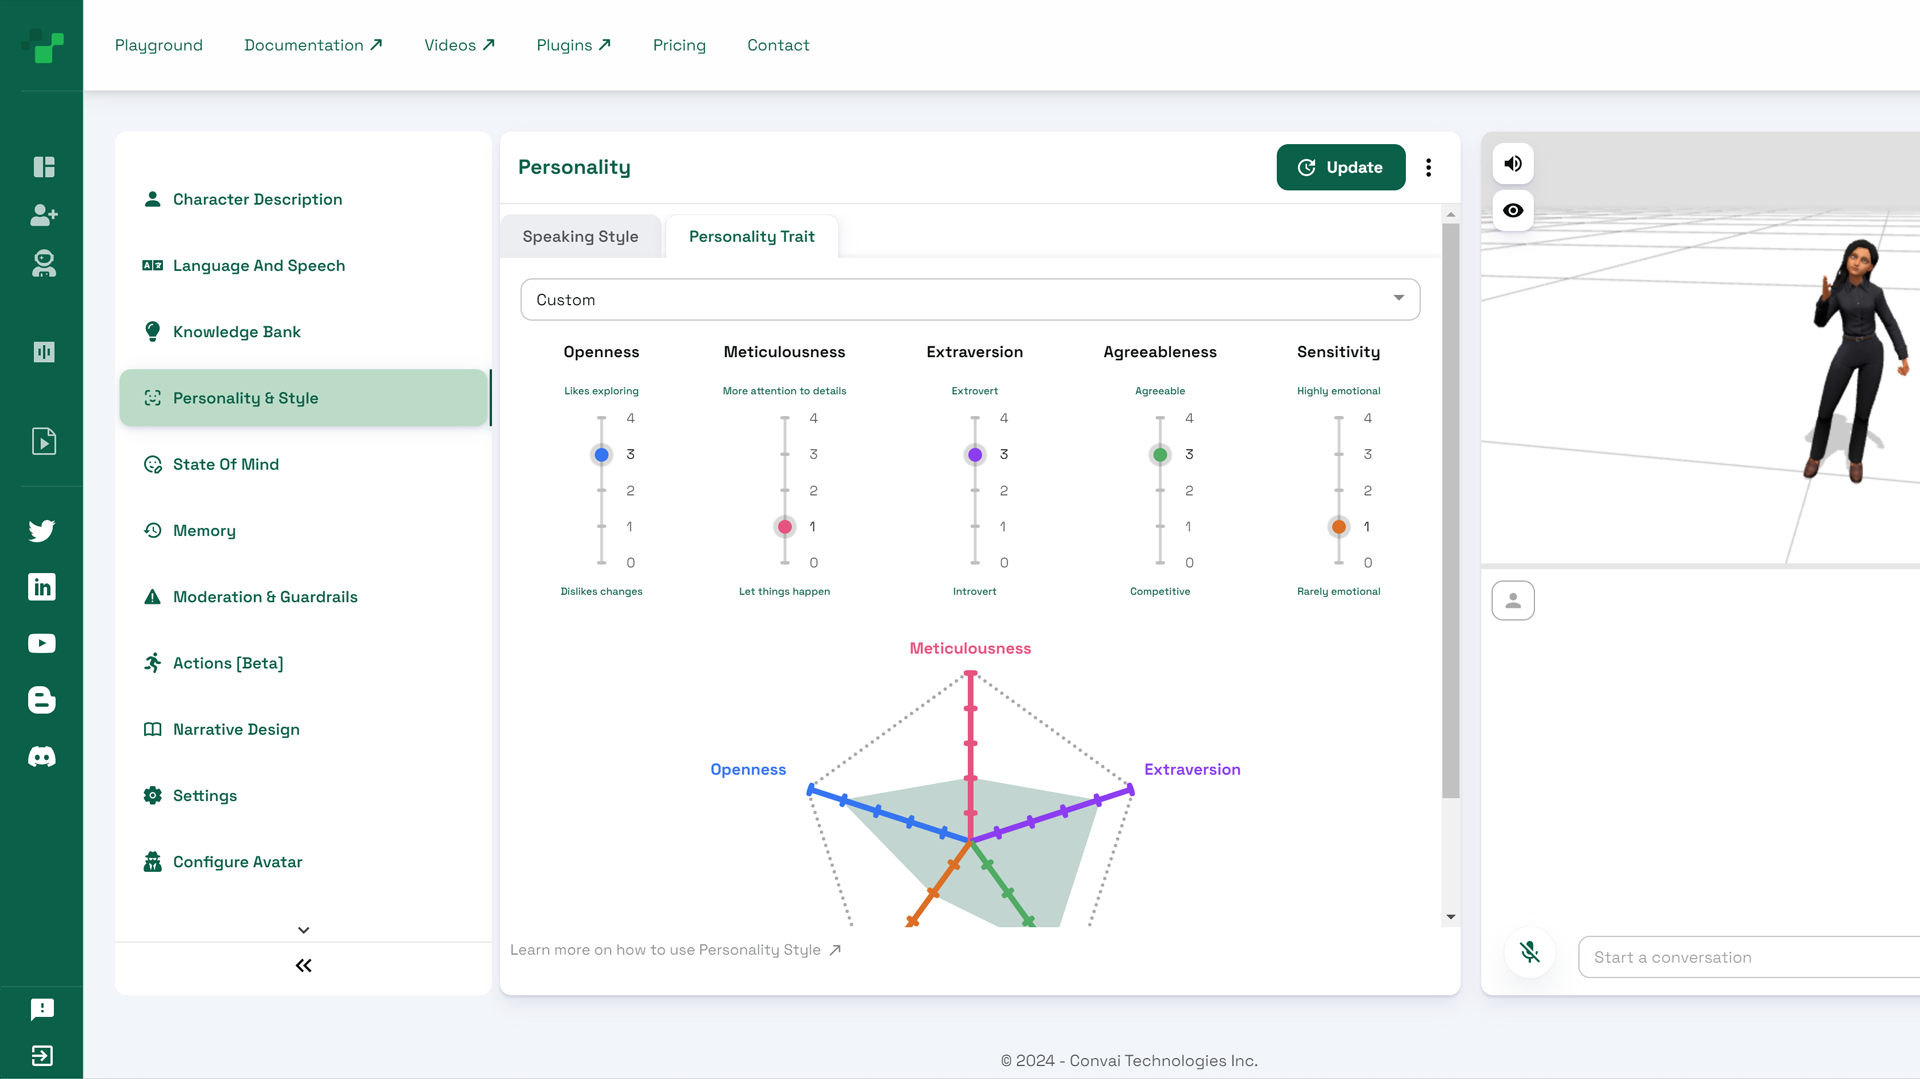 Playground Documentation Videos Plugins Pricing Contact
Character Description
Language And Speech
Knowledge Bank
Personality & Style
State Of Mind
Memory
Moderation & Guardrails
Actions [Beta]
Narrative Design
Settings
Configure Avatar
Personality
Update
Speaking Style Personality Trait
Custom
Openness Meticulousness Extraversion Agreeableness Sensitivity
Likes exploring More attention to details Extrovert Agreeable Highly emotional
4 4 4 4 4
3 3 3 3 3
2 2 2 2 2
1 1 1 1 1
0 0 0 0 0
Dislikes changes Let things happen Introvert Competitive Rarely emotional
Meticulousness
Openness Extraversion
Learn more on how to use Personality Style
Start a conversation
© 2024 - Convai Technologies Inc.